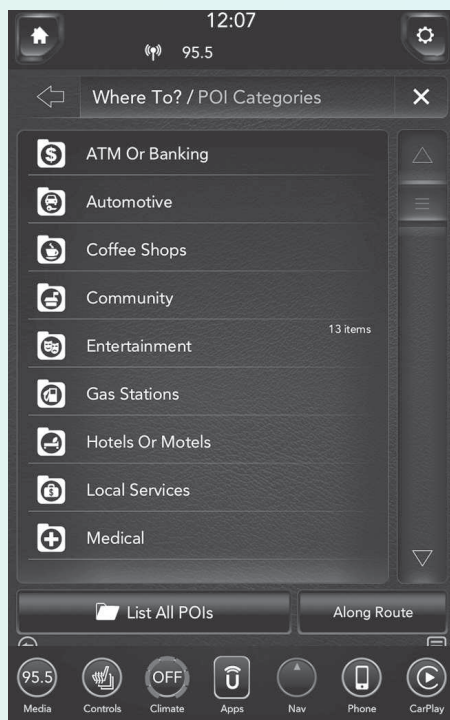 12:07
95.5
Where To? / POI Categories
ATM Or Banking
Automotive
Coffee Shops
Community
13 items
Entertainment
Gas Stations
Hotels Or Motels
Local Services
Medical
List All POIs
Along Route
95.5 OFF
Media Controls Climate Apps Nav Phone CarPlay